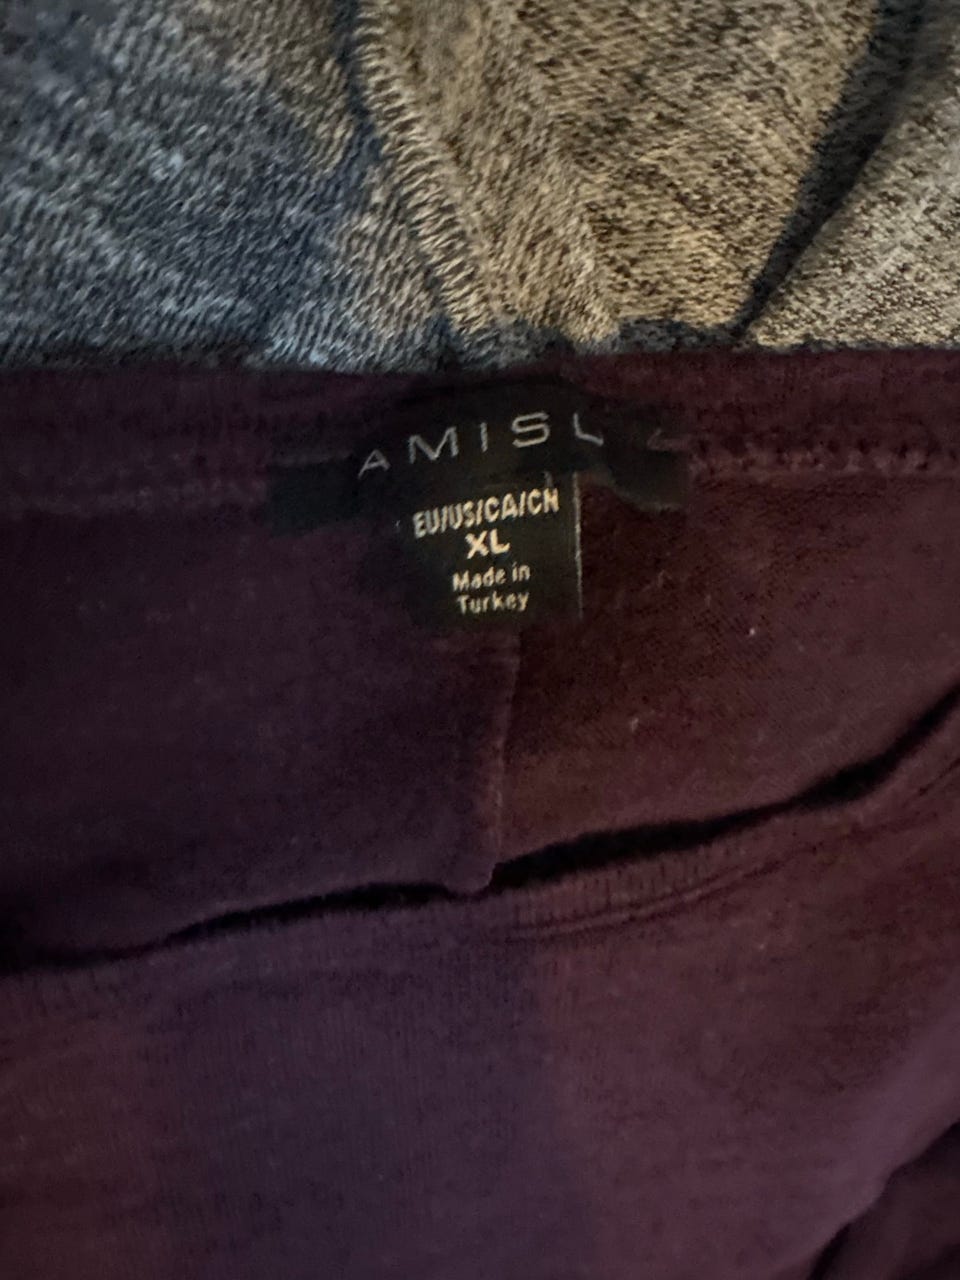 AMISU
EU/US/CA/CN
XL
Made in
Turkey